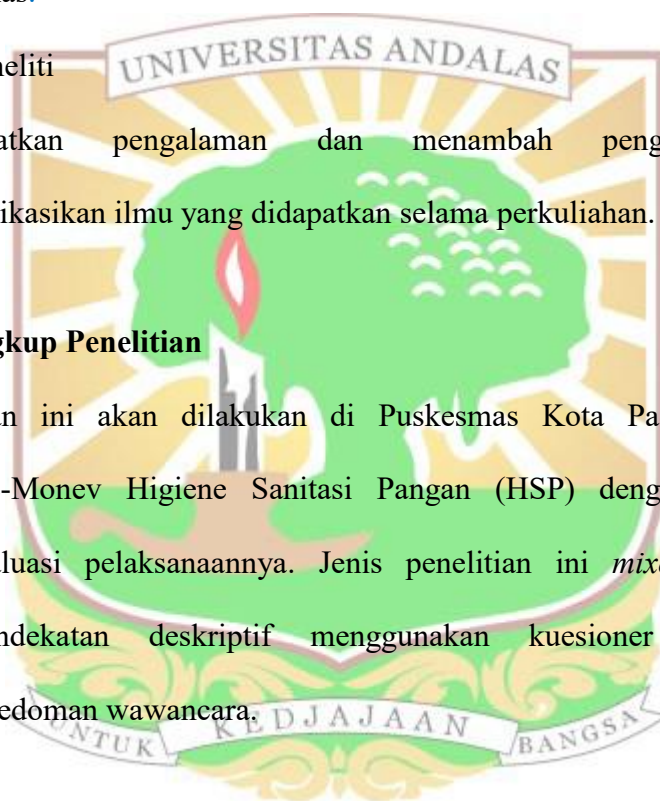 UNIVERSITAS ANDALAS
atkan pengalaman dan menambah peng
ikasikan ilmu yang didapatkan selama perkuliahan.
gkup Penelitian
n ini akan dilakukan di Puskesmas Kota Pa
-Monev Higiene Sanitasi Pangan (HSP) deng
luasi pelaksanaannya. Jenis penelitian ini mix
ndekatan deskriptif menggunakan kuesioner
edoman wawancara.
UNTUK KEDJAJAAN BANGSA